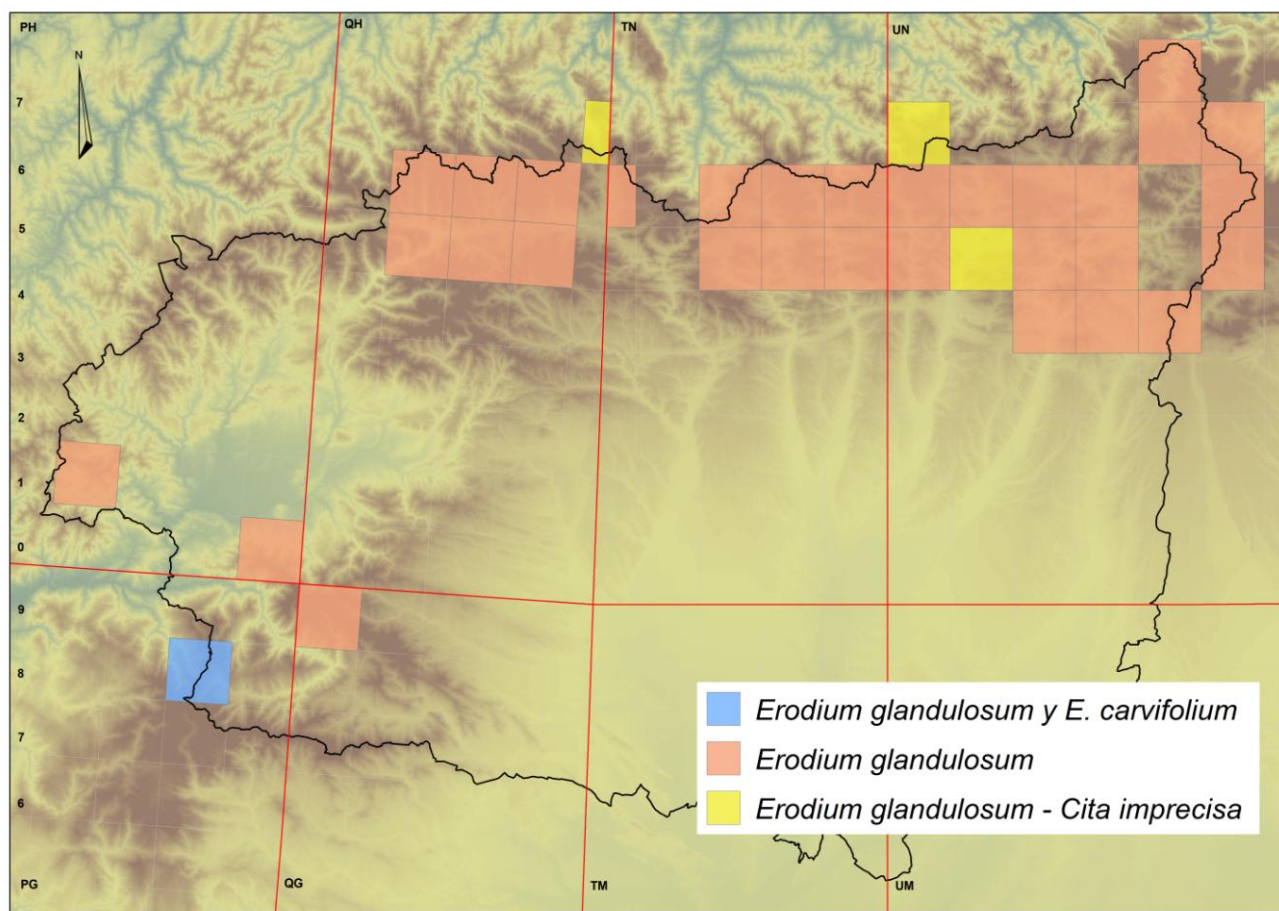 PH
QH
TN
UN
N
7
6
5
4
3
2
1
0
9
8
7
6
PG
QG
TM
UM
Erodium glandulosum y E. carvifolium
Erodium glandulosum
Erodium glandulosum - Cita imprecisa